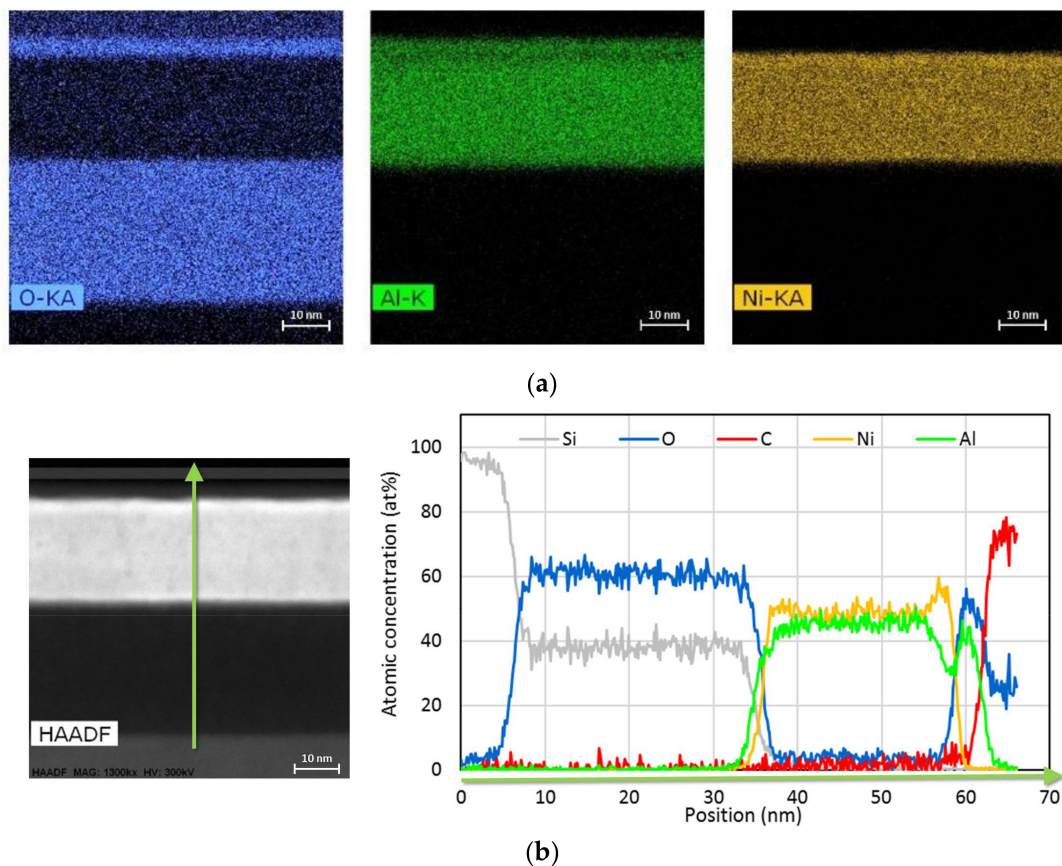 O-KA
10 nm
Al-K
10 nm
Ni-KA
10 nm
(a)
HAADF
HAADF MAG: 1300kx HV: 300kV
10 nm
Atomic concentration (at%)
100
80
60
40
20
0
Si
O
C
Ni
Al
0 10 20 30 40 50 60 70
Position (nm)
(b)